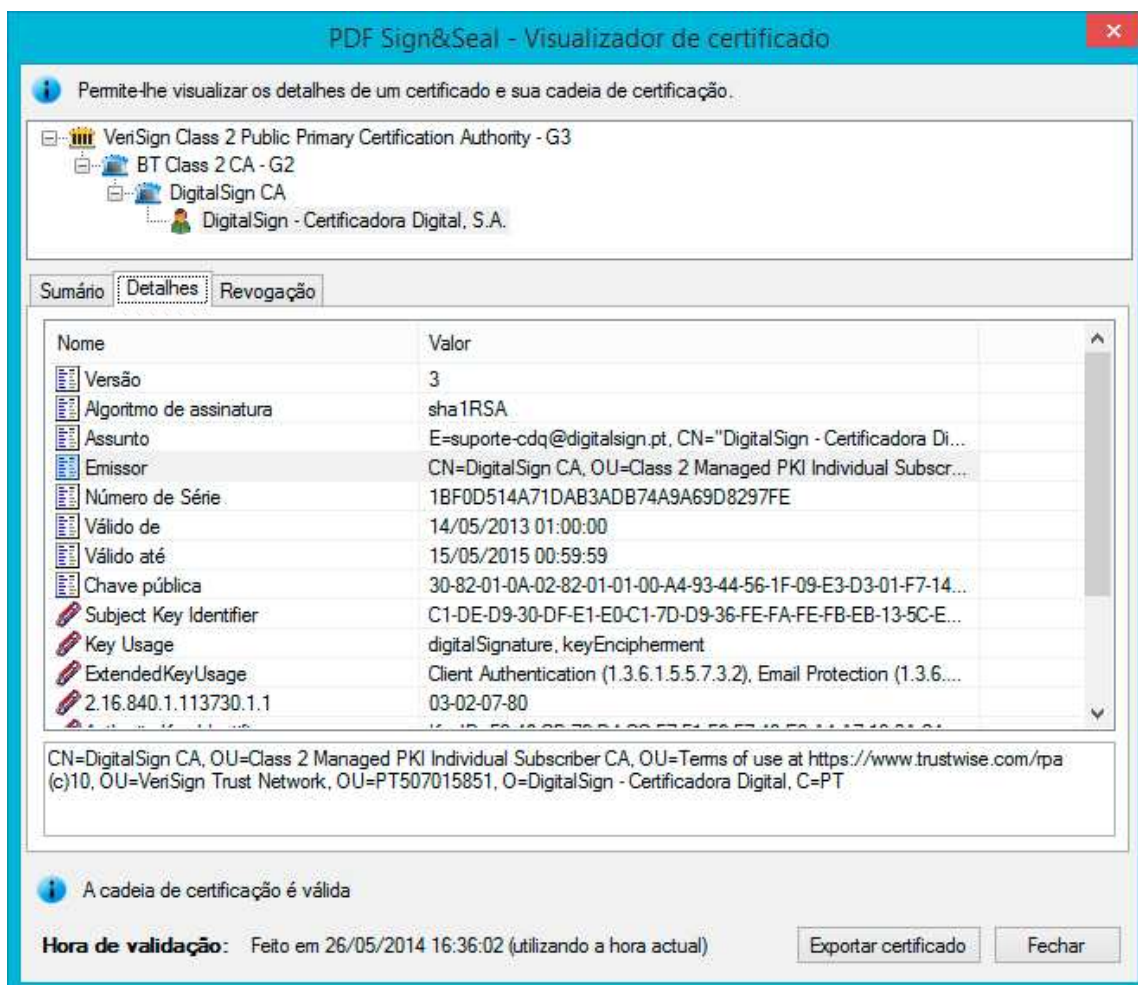 PDF Sign&Seal - Visualizador de certificado
Permite-lhe visualizar os detalhes de um certificado e sua cadeia de certificação.
VeriSign Class 2 Public Primary Certification Authority - G3
BT Class 2 CA - G2
DigitalSign CA
DigitalSign - Certificadora Digital, S.A.
Sumário Detalhes Revogação
Nome Valor
Versão 3
Algoritmo de assinatura sha1RSA
Assunto E=suporte-cdq@digitalsign.pt, CN="DigitalSign - Certificadora Di...
Emissor CN=DigitalSign CA, OU=Class 2 Managed PKI Individual Subscr...
Número de Série 1BF0D514A71DAB3ADB74A9A69D8297FE
Válido de 14/05/2013 01:00:00
Válido até 15/05/2015 00:59:59
Chave pública 30-82-01-0A-02-82-01-01-00-A4-93-44-56-1F-09-E3-D3-01-F7-14...
Subject Key Identifier C1-DE-D9-30-DF-E1-E0-C1-7D-D9-36-FE-FA-FE-FB-EB-13-5C-E...
Key Usage digitalSignature, keyEncipherment
ExtendedKeyUsage Client Authentication (1.3.6.1.5.5.7.3.2), Email Protection (1.3.6....
2.16.840.1.113730.1.1 03-02-07-80
CN=DigitalSign CA, OU=Class 2 Managed PKI Individual Subscriber CA, OU=Terms of use at https://www.trustwise.com/rpa
(c)10, OU=VeriSign Trust Network, OU=PT507015851, O=DigitalSign - Certificadora Digital, C=PT
A cadeia de certificação é válida
Hora de validação: Feito em 26/05/2014 16:36:02 (utilizando a hora actual) Exportar certificado Fechar